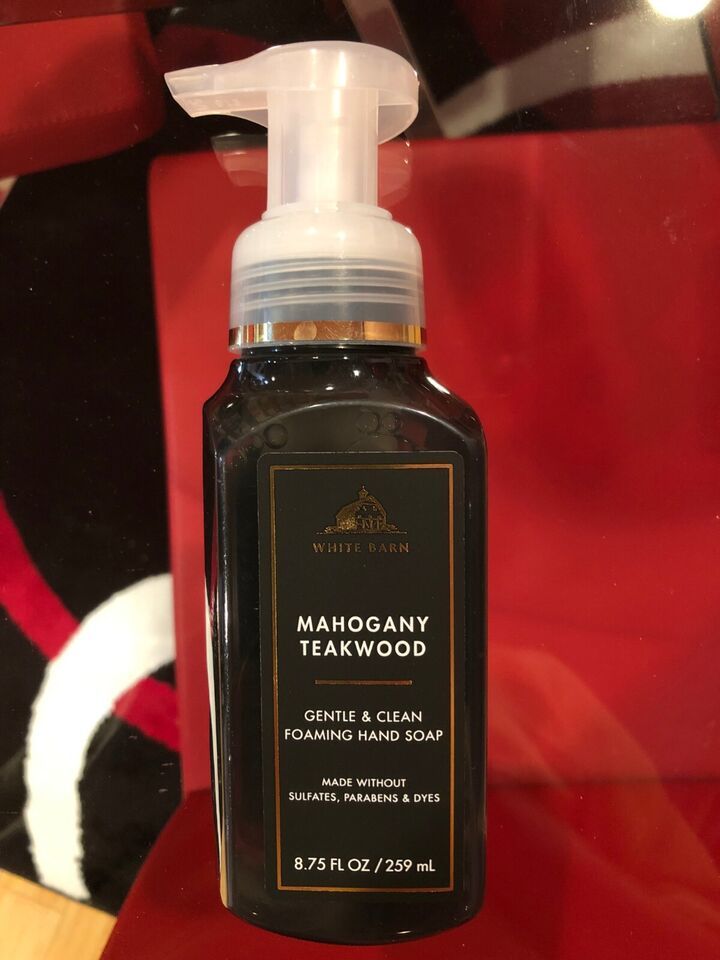 WHITE BARN
MAHOGANY
TEAKWOOD
GENTLE & CLEAN
FOAMING HAND SOAP
MADE WITHOUT
SULFATES, PARABENS & DYES
8.75 FL OZ / 259 mL